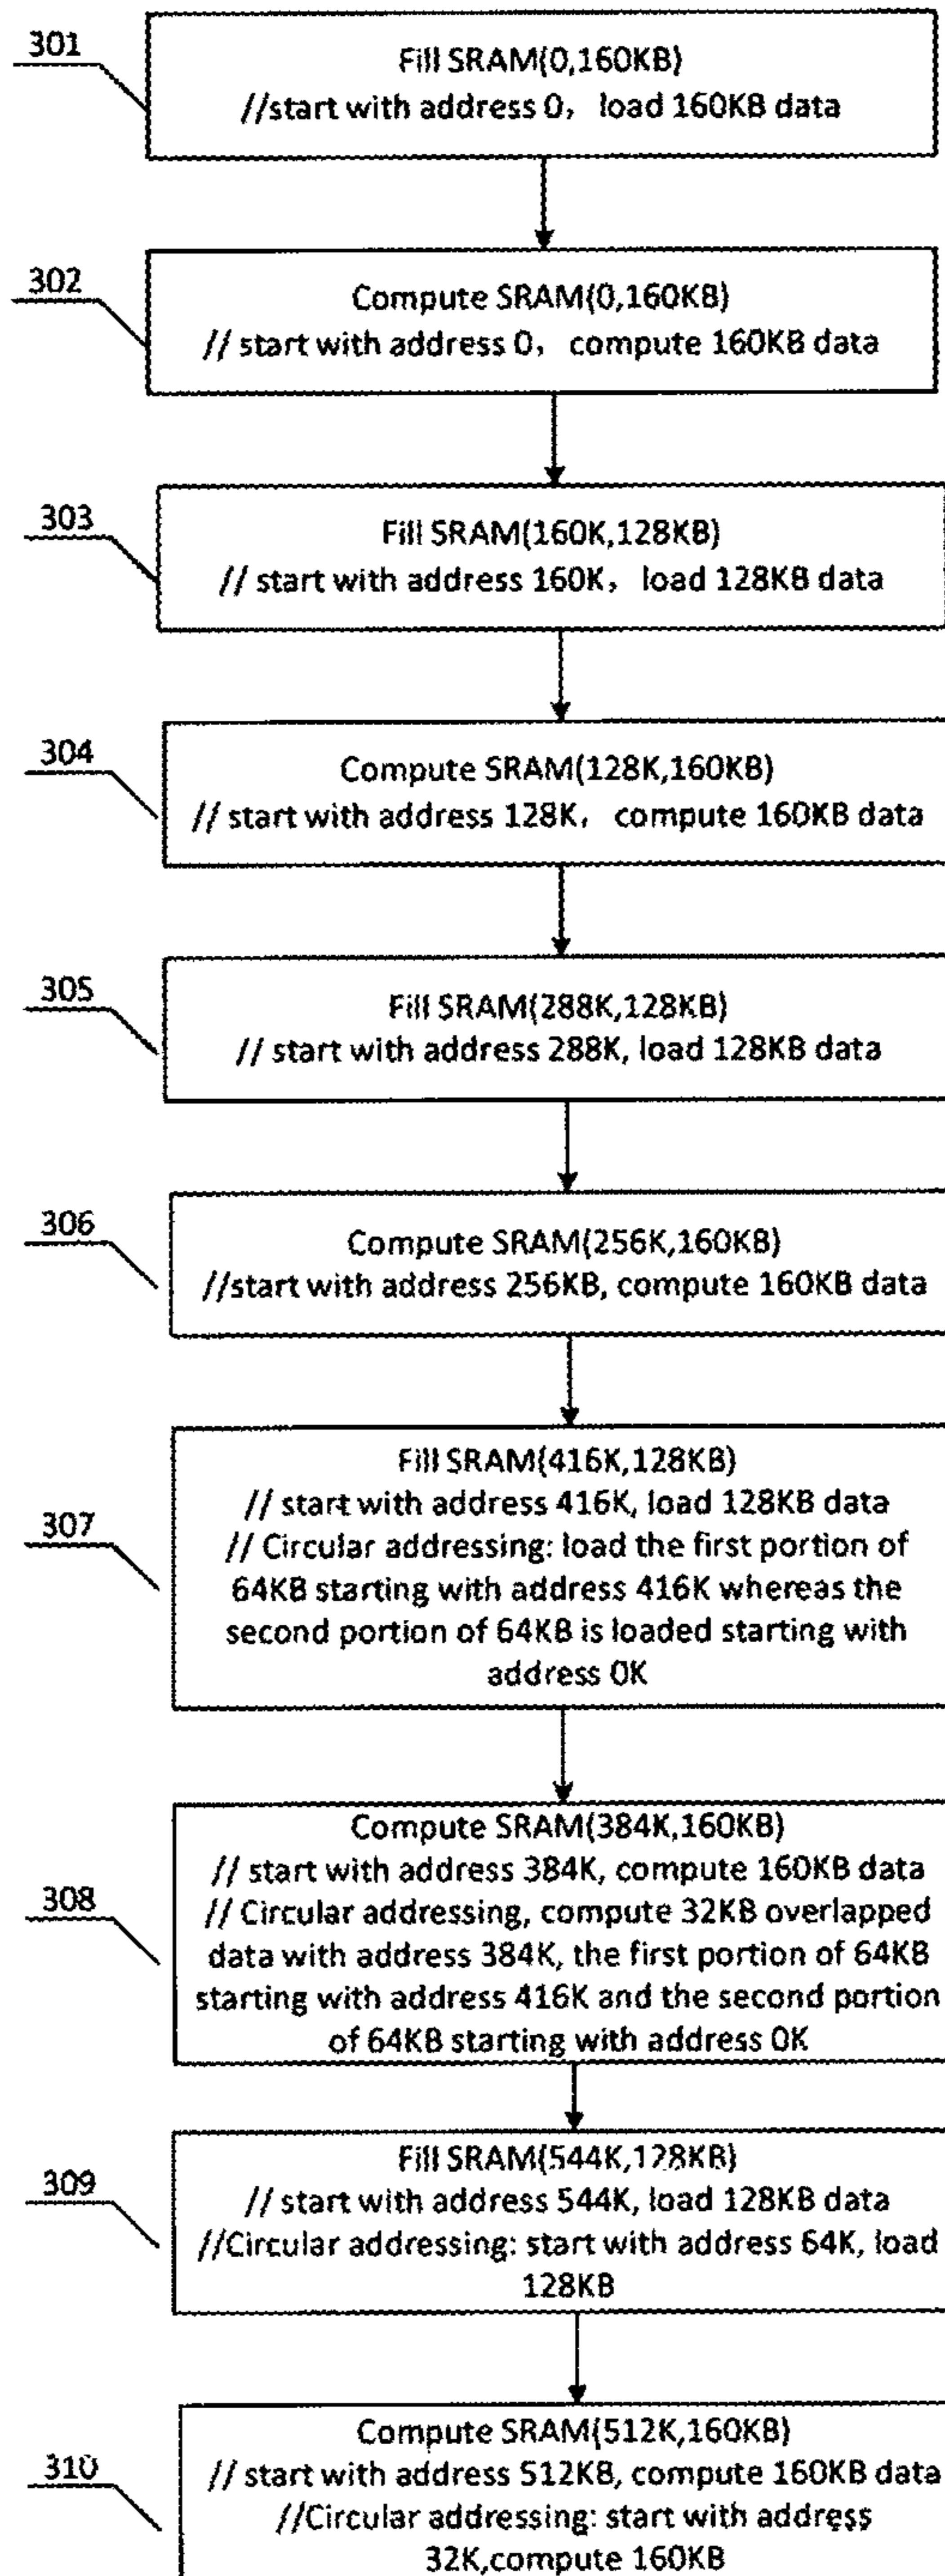 301
Fill SRAM(0,160KB)
//start with address 0, load 160KB data
302
Compute SRAM(0,160KB)
// start with address 0, compute 160KB data
303
Fill SRAM(160K,128KB)
// start with address 160K, load 128KB data
304
Compute SRAM(128K,160KB)
// start with address 128K, compute 160KB data
305
Fill SRAM(288K,128KB)
// start with address 288K, load 128KB data
306
Compute SRAM(256K,160KB)
//start with address 256KB, compute 160KB data
307
Fill SRAM(416K,128KB)
// start with address 416K, load 128KB data
// Circular addressing: load the first portion of
64KB starting with address 416K whereas the
second portion of 64KB is loaded starting with
address 0K
308
Compute SRAM(384K,160KB)
// start with address 384K, compute 160KB data
// Circular addressing, compute 32KB overlapped
data with address 384K, the first portion of 64KB
starting with address 416K and the second portion
of 64KB starting with address 0K
309
Fill SRAM(544K,128KB)
// start with address 544K, load 128KB data
//Circular addressing: start with address 64K, load
128KB
310
Compute SRAM(512K,160KB)
// start with address 512KB, compute 160KB data
//Circular addressing: start with address
32K,compute 160KB